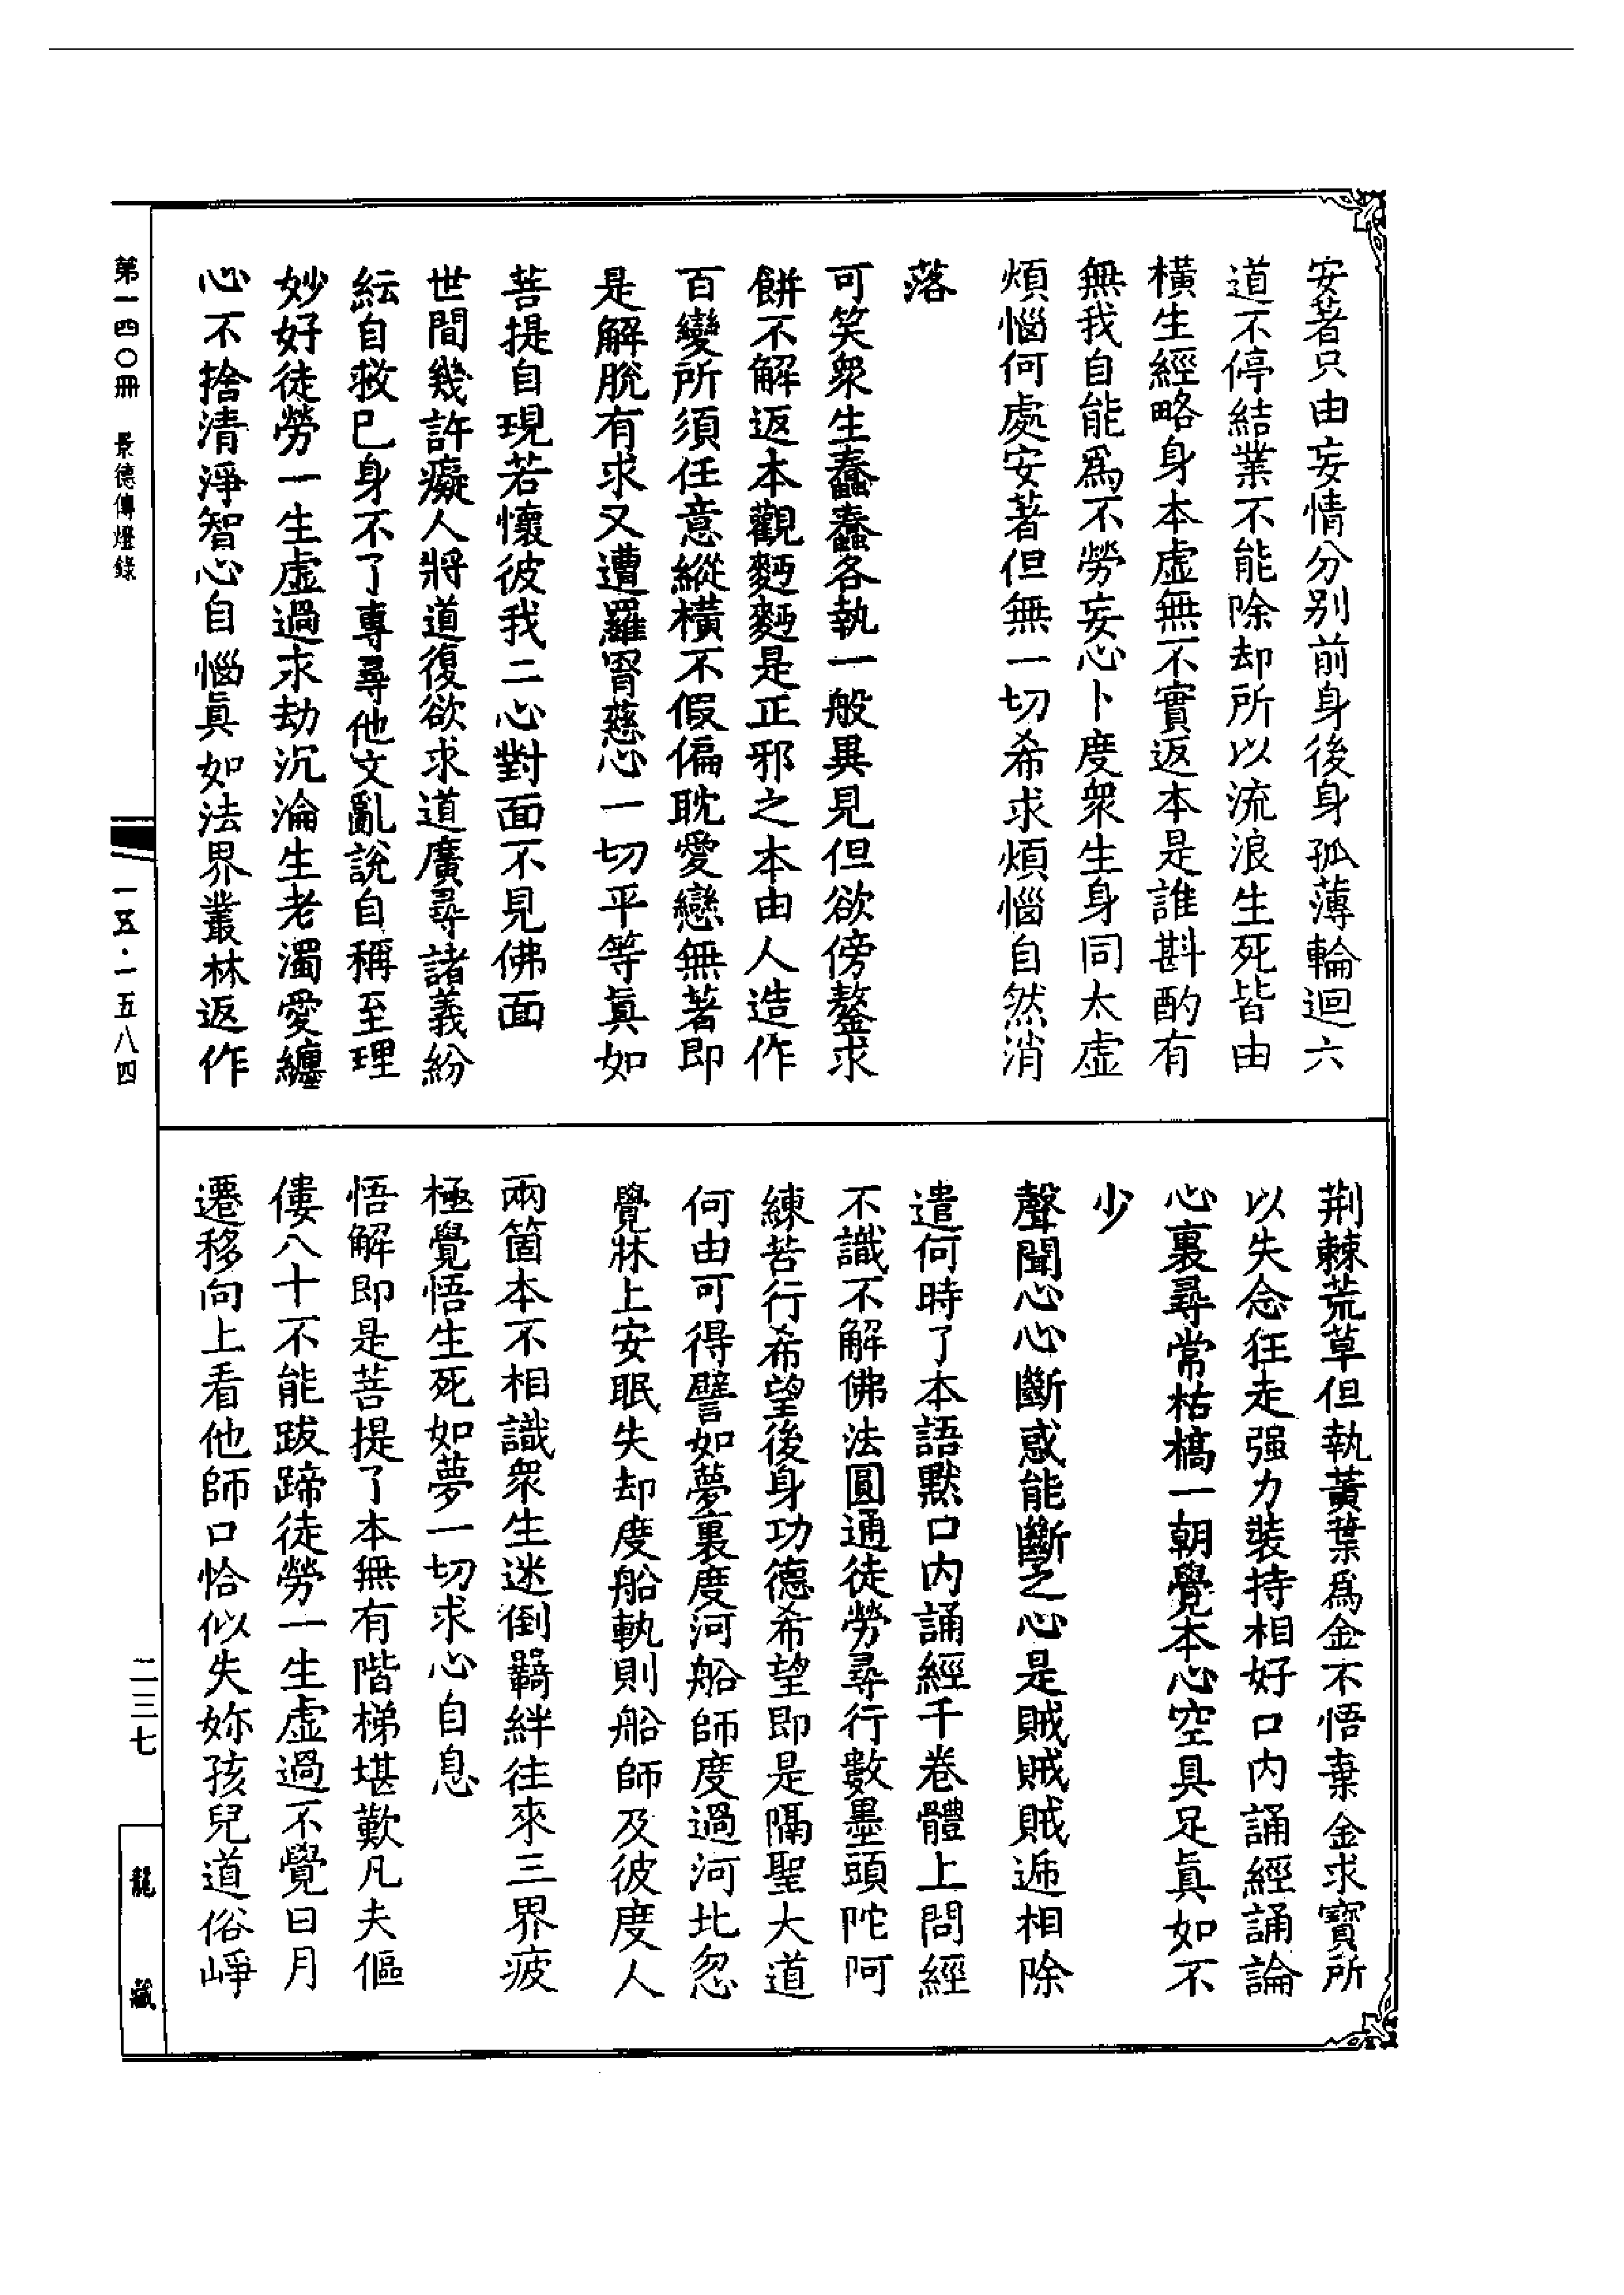 安著只由妄情分別前身後身孤薄輪迴六
道不停結業不能除却所以流浪生死皆由
橫生經略身本虛無不實返本是誰斟酌有
無我自能爲不勞妄心卜度衆生身同太虛
煩惱何處安著但無一切希求煩惱自然消
落
可笑衆生蠢蠢各執一般異見但欲傍鏊求
餅不解返本觀麪麪是正邪之本由人造作
百變所須任意縱橫不假偏耽愛戀無著即
是解脫有求又遭羅罥慈心一切平等眞如
菩提自現若懷彼我二心對面不見佛面
世間幾許癡人將道復欲求道廣尋諸義紛
紜自救己身不了專尋他文亂說自稱至理
妙好徒勞一生虛過永劫沉淪生老濁愛纏
心不捨清淨智心自惱眞如法界叢林返作
荆棘荒草但執黃葉爲金不悟棄金求寶所
以失念狂走强力裝持相好口內誦經誦論
心裏尋常枯槁一朝覺本心空具足眞如不
少
聲聞心心斷惑能斷之心是賊賊賊遞相除
遣何時了本語默口內誦經千卷體上問經
不識不解佛法圓通徒勞尋行數墨頭陀阿
練苦行希望後身功德希望即是隔聖大道
何由可得譬如夢裏度河船師度過河北忽
覺牀上安眠失却度船軌則船師及彼度人
兩箇本不相識衆生迷倒羈絆往來三界疲
極覺悟生死如夢一切求心自息
悟解即是菩提了本無有階梯堪歎凡夫傴
僂八十不能跋蹄徒勞一生虛過不覺日月
遷移向上看他師口恰似失妳孩兒道俗崢
第一四〇冊　景德傳燈錄
一五·一五八四
二三七
龍藏